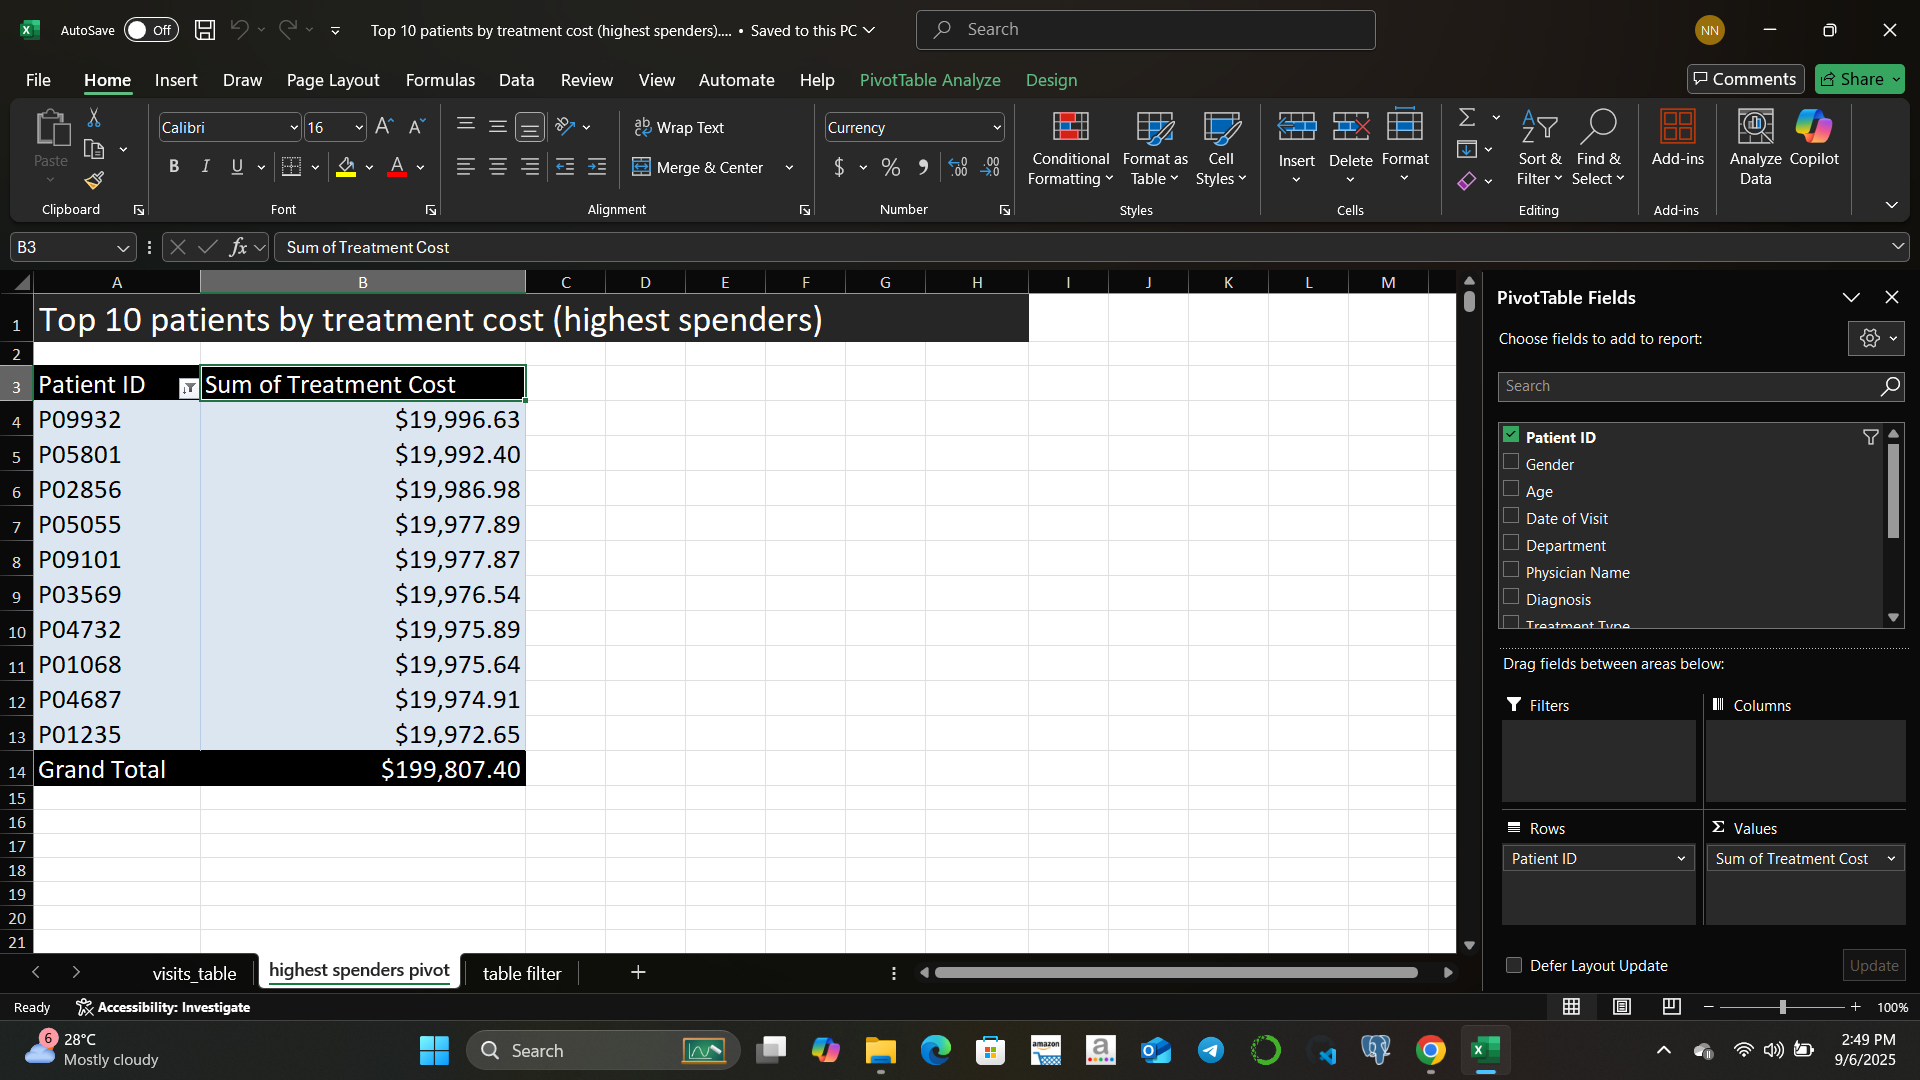 AutoSave Off Top 10 patients by treatment cost (highest spenders).... • Saved to this PC Search NN
File Home Insert Draw Page Layout Formulas Data Review View Automate Help PivotTable Analyze Design Comments Share
Paste Calibri 16 Wrap Text Currency Conditional Formatting Format as Table Cell Styles Insert Delete Format Sort & Filter Find & Select Add-ins Analyze Data Copilot
B I U A Merge & Center $ %
Clipboard Font Alignment Number Styles Cells Editing Add-ins
B3 fx Sum of Treatment Cost
A B C D E F G H I J K L M
1 Top 10 patients by treatment cost (highest spenders)
2
3 Patient ID Sum of Treatment Cost
4 P09932 $19,996.63
5 P05801 $19,992.40
6 P02856 $19,986.98
7 P05055 $19,977.89
8 P09101 $19,977.87
9 P03569 $19,976.54
10 P04732 $19,975.89
11 P01068 $19,975.64
12 P04687 $19,974.91
13 P01235 $19,972.65
14 Grand Total $199,807.40
15
16
17
18
19
20
21
PivotTable Fields
Choose fields to add to report:
Search
Patient ID
Gender
Age
Date of Visit
Department
Physician Name
Diagnosis
Treatment Type
Drag fields between areas below:
Filters Columns
Rows Values
Patient ID Sum of Treatment Cost
Defer Layout Update Update
visits_table highest spenders pivot table filter
Ready Accessibility: Investigate 100%
6 28°C
Mostly cloudy
Search
amazon
a
2:49 PM
9/6/2025